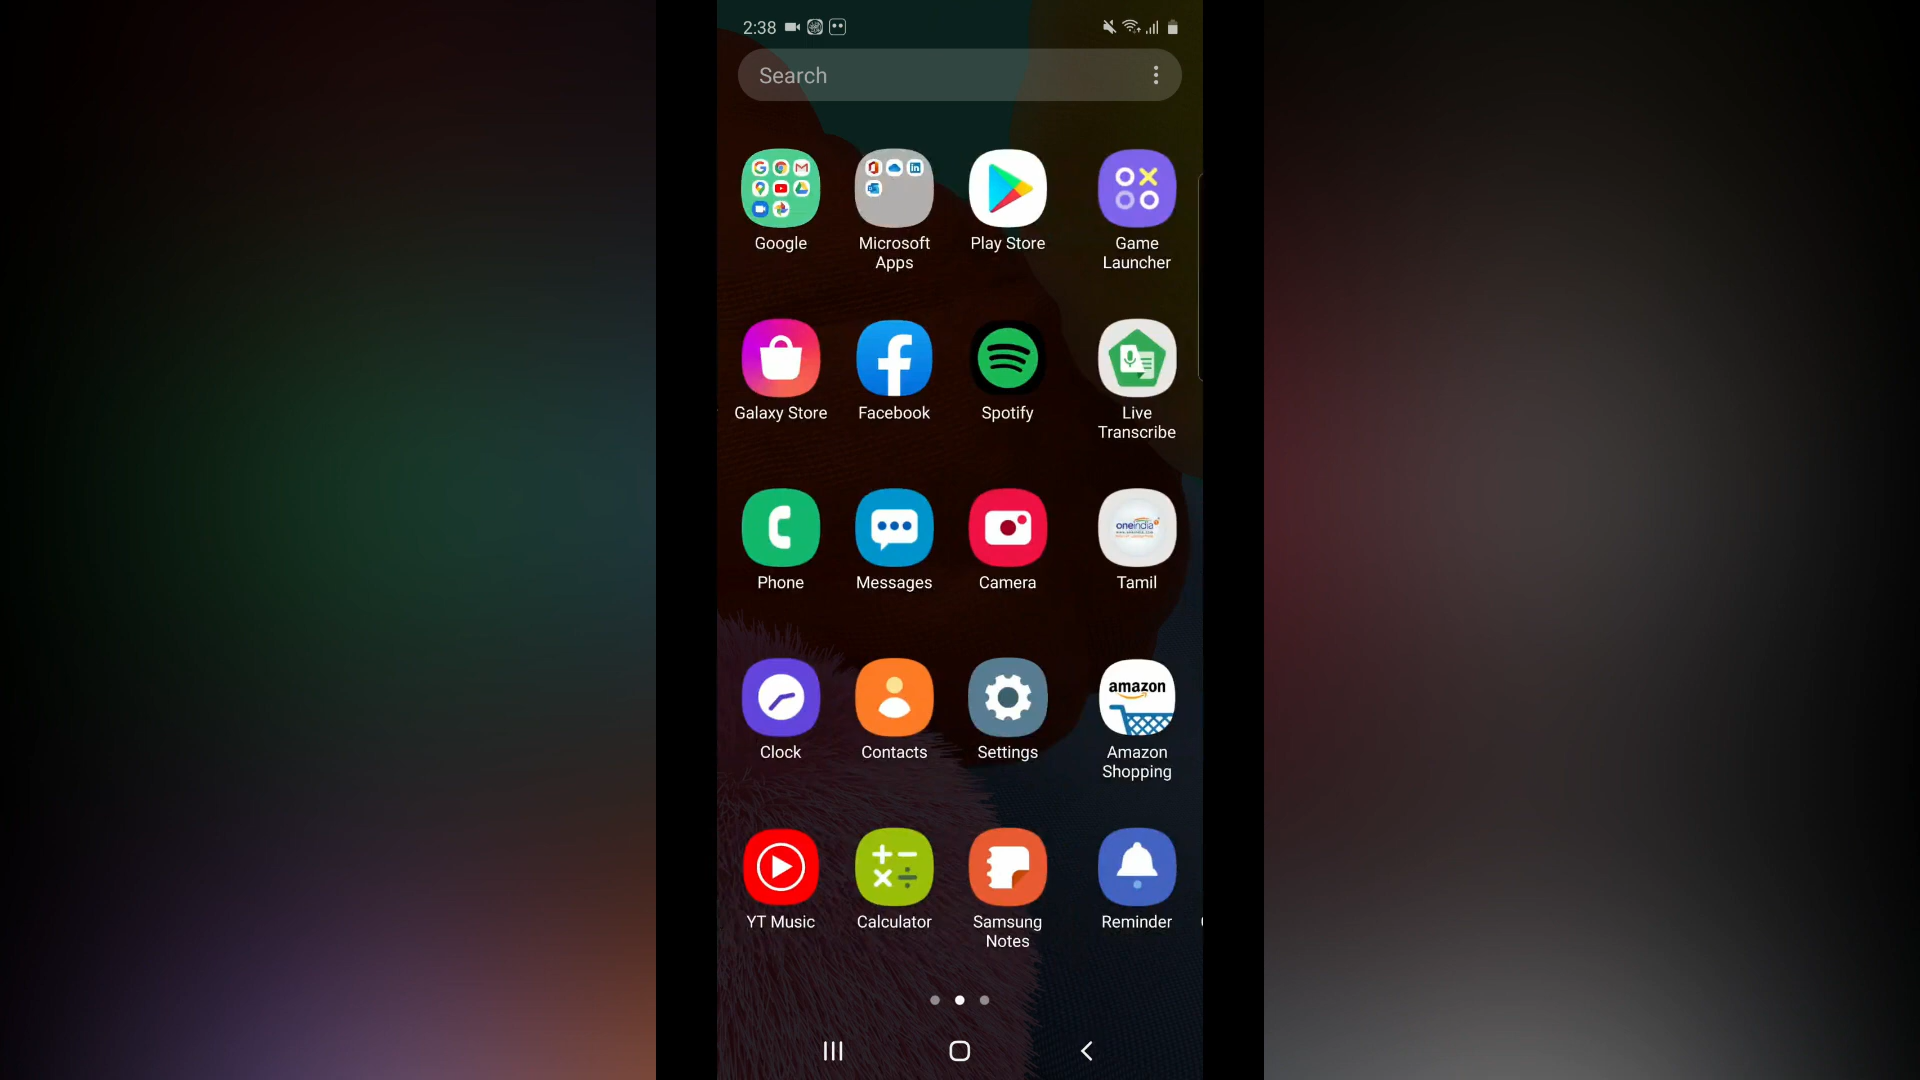 2:38
Search
Google
Microsoft
Apps
Play Store
Game
Launcher
Galaxy Store
Facebook
Spotify
Live
Transcribe
Phone
Messages
Camera
oneindia
Tamil
Clock
Contacts
Settings
amazon
Amazon
Shopping
YT Music
Calculator
Samsung
Notes
Reminder